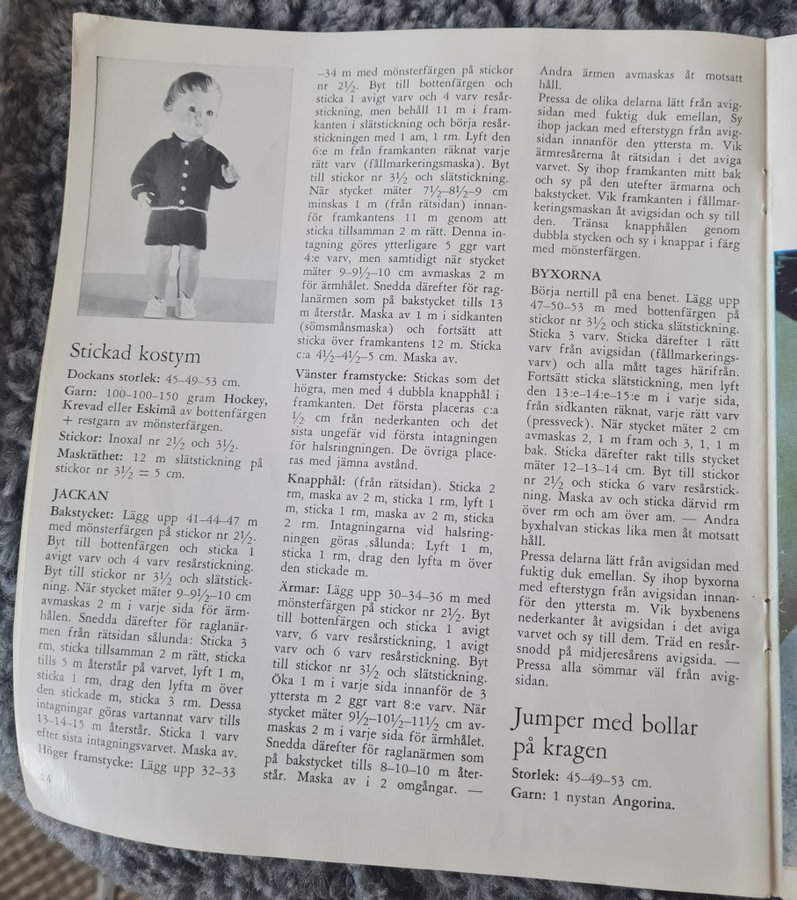 Stickad kostym
Dockans storlek: 45–49–53 cm.
Garn: 100–100–150 gram Hockey,
Krevad eller Eskimå av bottenfärgen
+ restgarn av mönsterfärgen.
Stickor: Inoxal nr 2½ och 3½.
Masktäthet: 12 m slätstickning på
stickor nr 3½ = 5 cm.
JACKAN
Bakstycket: Lägg upp 41–44–47 m
med mönsterfärgen på stickor nr 2½.
Byt till bottenfärgen och sticka 1
avigt varv och 4 varv resårstickning.
Byt till stickor nr 3½ och slätstick-
ning. När stycket mäter 9–9½–10 cm
avmaskas 2 m i varje sida för ärm-
hålen. Snedda därefter för raglanär-
men från rätsidan sålunda: Sticka 3
rm, sticka tillsamman 2 m rätt, sticka
tills 5 m återstår på varvet, lyft 1 m,
sticka 1 rm, drag den lyfta m över
den stickade m, sticka 3 rm. Dessa
intagningar göras vartannat varv tills
13–14–15 m återstår. Sticka 1 varv
efter sista intagningsvarvet. Maska av.
Höger framstycke: Lägg upp 32–33
24
–34 m med mönsterfärgen på stickor
nr 2½. Byt till bottenfärgen och
sticka 1 avigt varv och 4 varv resår-
stickning, men behåll 11 m i fram-
kanten i slätstickning och börja resår-
stickningen med 1 am, 1 rm. Lyft den
6:e m från framkanten räknat varje
rätt varv (fållmarkeringsmaska). Byt
till stickor nr 3½ och slätstickning.
När stycket mäter 7½–8½–9 cm
minskas 1 m (från rätsidan) innan-
för framkantens 11 m genom att
sticka tillsamman 2 m rätt. Denna in-
tagning göres ytterligare 5 ggr vart
4:e varv, men samtidigt när stycket
mäter 9–9½–10 cm avmaskas 2 m
för ärmhålet. Snedda därefter för rag-
lanärmen som på bakstycket tills 13
m återstår. Maska av 1 m i sidkanten
(sömsmånsmaska) och fortsätt att
sticka över framkantens 12 m. Sticka
c:a 4½–4½–5 cm. Maska av.
Vänster framstycke: Stickas som det
högra, men med 4 dubbla knapphål i
framkanten. Det första placeras c:a
½ cm från nederkanten och det
sista ungefär vid första intagningen
för halsringningen. De övriga place-
ras med jämna avstånd.
Knapphål: (från rätsidan). Sticka 2
rm, maska av 2 m, sticka 1 rm, lyft 1
m, sticka 1 rm, maska av 2 m, sticka
2 rm. Intagningarna vid halsring-
ningen göras sålunda: Lyft 1 m,
sticka 1 rm, drag den lyfta m över
den stickade m.
Ärmar: Lägg upp 30–34–36 m med
mönsterfärgen på stickor nr 2½. Byt
till bottenfärgen och sticka 1 avigt
varv, 6 varv resårstickning, 1 avigt
varv och 6 varv resårstickning. Byt
till stickor nr 3½ och slätstickning.
Öka 1 m i varje sida innanför de 3
yttersta m 2 ggr vart 8:e varv. När
stycket mäter 9½–10½–11½ cm av-
maskas 2 m i varje sida för ärmhålet.
Snedda därefter för raglanärmen som
på bakstycket tills 8–10–10 m åter-
står. Maska av i 2 omgångar. —
Andra ärmen avmaskas åt motsatt
håll.
Pressa de olika delarna lätt från avig-
sidan med fuktig duk emellan, Sy
ihop jackan med efterstygn från avig-
sidan innanför den yttersta m. Vik
ärmresårerna åt rätsidan i det aviga
varvet. Sy ihop framkanten mitt bak
och sy på den utefter ärmarna och
bakstycket. Vik framkanten i fållmar-
keringsmaskan åt avigsidan och sy till
den. Tränsa knapphålen genom
dubbla stycken och sy i knappar i färg
med mönsterfärgen.
BYXORNA
Börja nertill på ena benet. Lägg upp
47–50–53 m med bottenfärgen på
stickor nr 3½ och sticka slätstickning.
Sticka 3 varv. Sticka därefter 1 rätt
varv från avigsidan (fållmarkerings-
varv) och alla mått tages härifrån.
Fortsätt sticka slätstickning, men lyft
den 13:e–14:e–15:e m i varje sida,
från sidkanten räknat, varje rätt varv
(pressveck). När stycket mäter 2 cm
avmaskas 2, 1 m fram och 3, 1, 1 m
bak. Sticka därefter rakt tills stycket
mäter 12–13–14 cm. Byt till stickor
nr 2½ och sticka 6 varv resårstick-
ning. Maska av och sticka därvid rm
över rm och am över am. — Andra
byxhalvan stickas lika men åt motsatt
håll.
Pressa delarna lätt från avigsidan med
fuktig duk emellan. Sy ihop byxorna
med efterstygn från avigsidan innan-
för den yttersta m. Vik byxbenens
nederkanter åt avigsidan i det aviga
varvet och sy till dem. Träd en resår-
snodd på midjeresårens avigsida. —
Pressa alla sömmar väl från avig-
sidan.
Jumper med bollar
på kragen
Storlek: 45–49–53 cm.
Garn: 1 nystan Angorina.